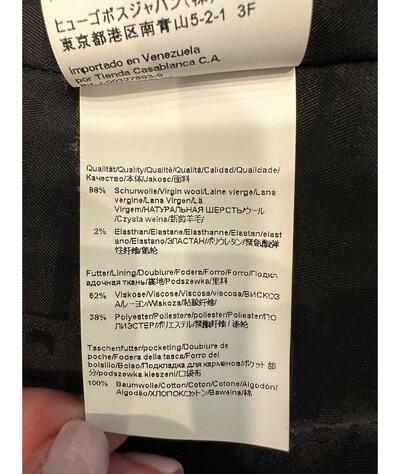 ヒューゴボスジャパン(株)
東京都港区南青山5-2-1 3F
Importado en Venezuela
por Tienda Casablanca C.A.
RIF: J-00327893-9
Qualität/Quality/Qualité/Qualità/Calidad/Qualidade/
Качество/本体/Jakosc/面料
98% Schurwolle/Virgin wool/Laine vierge/Lana
vergine/Lana Virgen/Lã
Virgem/НАТУРАЛЬНАЯ ШЕРСТЬ/ウール
/Czysta weina/新剪羊毛/
2% Elasthan/Elastane/Elasthanne/Elastan/elast
ano/Elastano/ЭЛАСТАН/ポリウレタン/聚氨酯弹
性纤维/氨纶
Futter/Lining/Doublure/Fodera/Forro/Forro/Подкл
адочная ткань/裏地/Podszewka/里料
62% Viskose/Viscose/Viscose/viscosa/viscosa/ВИСКОЗ
А/レーヨン/Wiskoza/粘胶纤维/
38% Polyester/Poliestere/poliester/Poliéster/ПО
ЛИЭСТЕР/ポリエステル/聚酯纤维/ 涤纶
Taschenfutter/pocketing/Doublure de
poche/Fodera della tasca/Forro del
bolsillo/Bolso/Подкладка для карманов/ポケット 部
分/podszewka kieszeni/口袋布
100% Baumwolle/Cotton/Coton/Cotone/Algodón/
Algodão/ХЛОПОК/コットン/Bawelna/棉